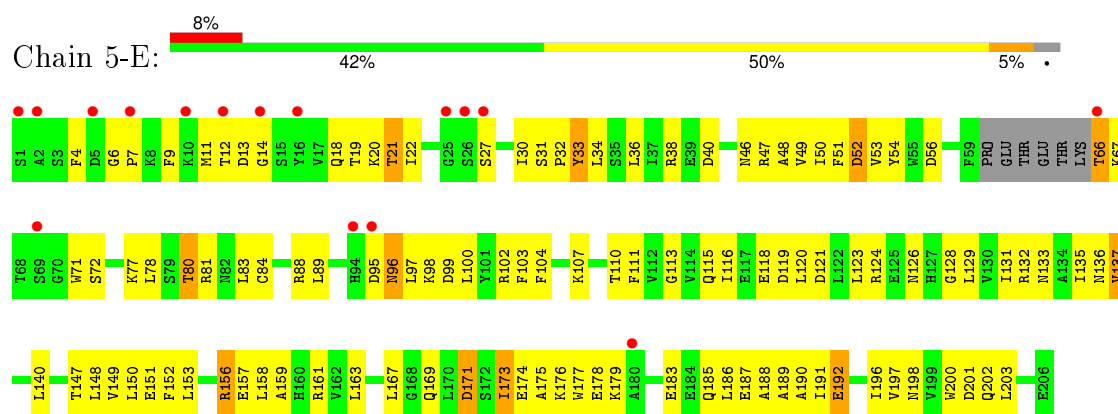 8%
Chain 5-E:
42% 50% 5% •
S1 A2 S3 F4 D5 G6 P7 K8 F9 K10 M11 T12 D13 G14 S15 Y16 V17 Q18 T19 K20 T21 I22 G25 S26 S27 I30 S31 P32 Y33 L34 S35 L36 I37 R38 E39 D40 N46 R47 A48 V49 I50 F51 D52 V53 Y54 W55 D56 F59 PRO GLU THR GLU THR LYS T66 K67
T68 S69 G70 W71 S72 K77 L78 S79 T80 R81 N82 L83 C84 R88 L89 H94 D95 N96 L97 K98 D99 L100 Y101 R102 F103 F104 K107 T110 F111 V112 G113 V114 Q115 I116 E117 E118 D119 L120 D121 L122 L123 R124 E125 N126 H127 G128 L129 V130 I131 R132 N133 A134 I135 N136 V137
L140 T147 L148 V149 L150 E151 F152 L153 R156 E157 L158 A159 H160 R161 V162 L163 L167 G168 Q169 L170 D171 S172 I173 E174 A175 K176 W177 E178 K179 A180 E183 E184 Q185 L186 E187 A188 A189 A190 I191 E192 I196 V197 N198 V199 W200 D201 Q202 L203 E206